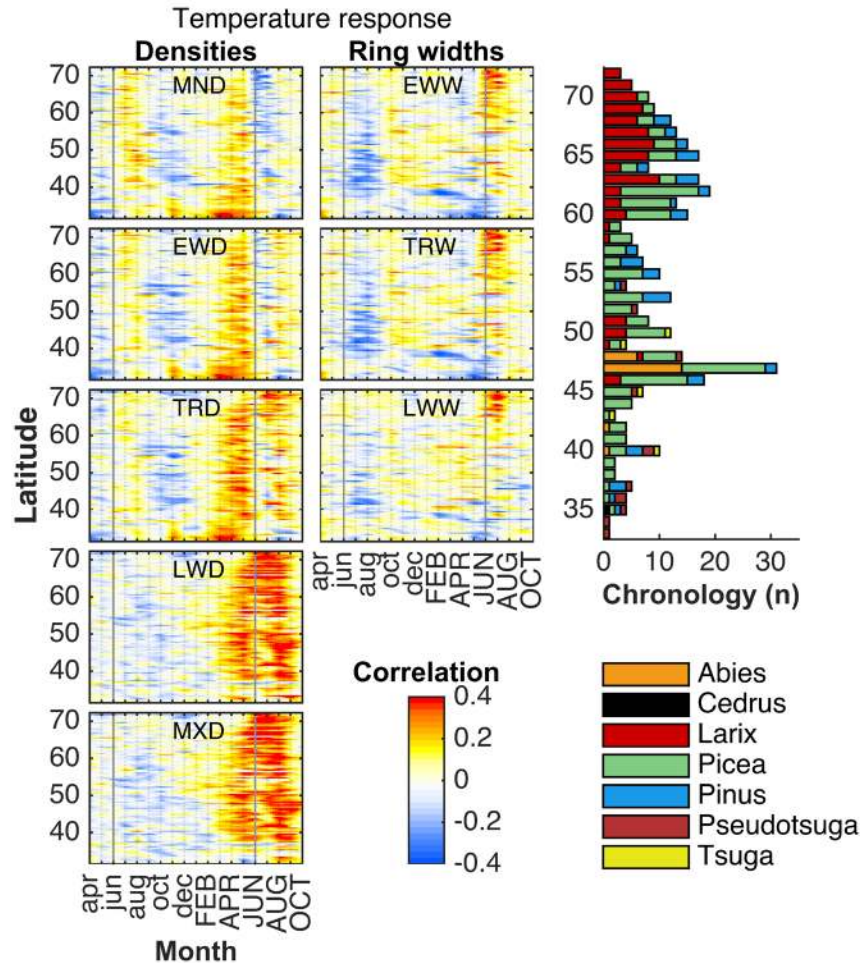 Temperature response
Densities
Ring widths
MND
EWW
EWD
TRW
TRD
LWW
LWD
MXD
70
60
50
40
70
60
50
40
70
60
50
40
70
60
50
40
70
60
50
40
Latitude
apr
jun
aug
oct
dec
FEB
APR
JUN
AUG
OCT
Month
apr
jun
aug
oct
dec
FEB
APR
JUN
AUG
OCT
70
65
60
55
50
45
40
35
0 10 20 30
Chronology (n)
Correlation
0.4
0.2
0
-0.2
-0.4
Abies
Cedrus
Larix
Picea
Pinus
Pseudotsuga
Tsuga